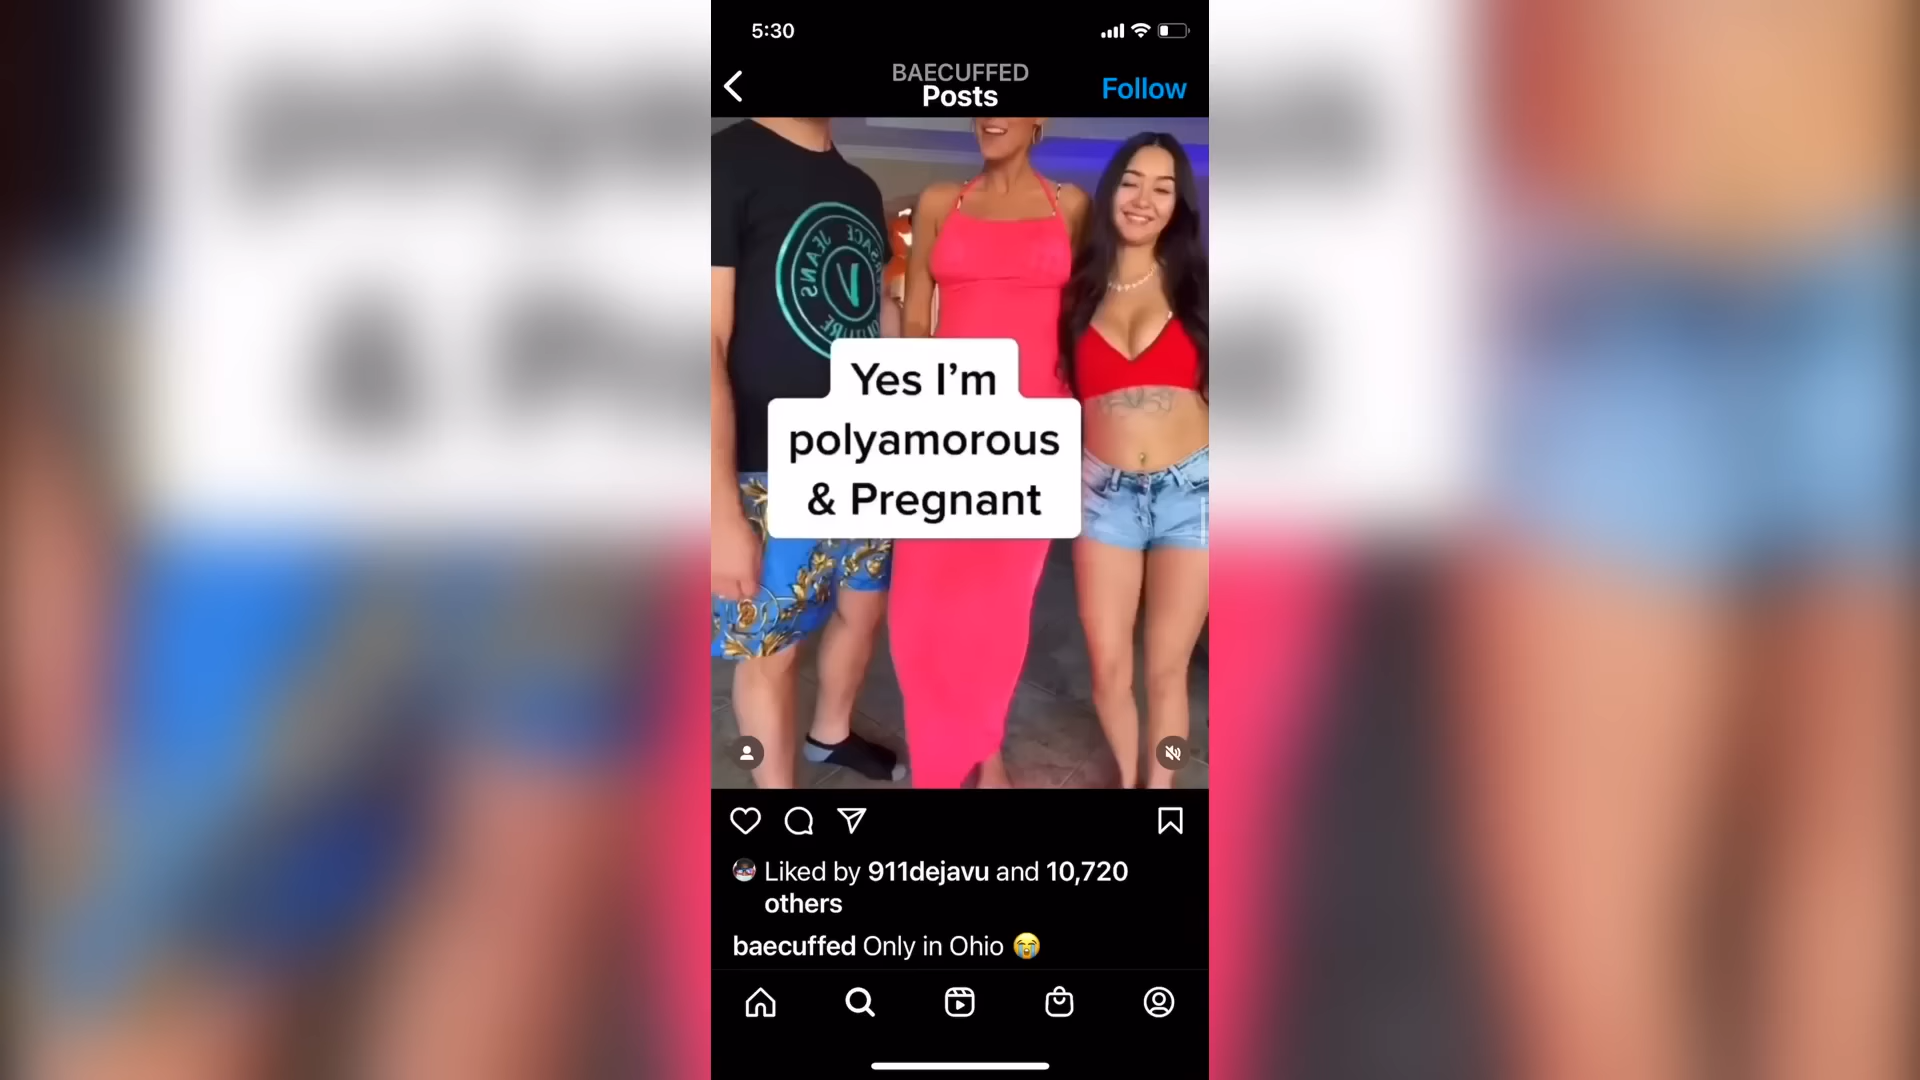 5:30
BAECUFFED
Posts
Follow
Yes I'm
polyamorous
& Pregnant
Liked by 911dejavu and 10,720
others
baecuffed Only in Ohio 😭